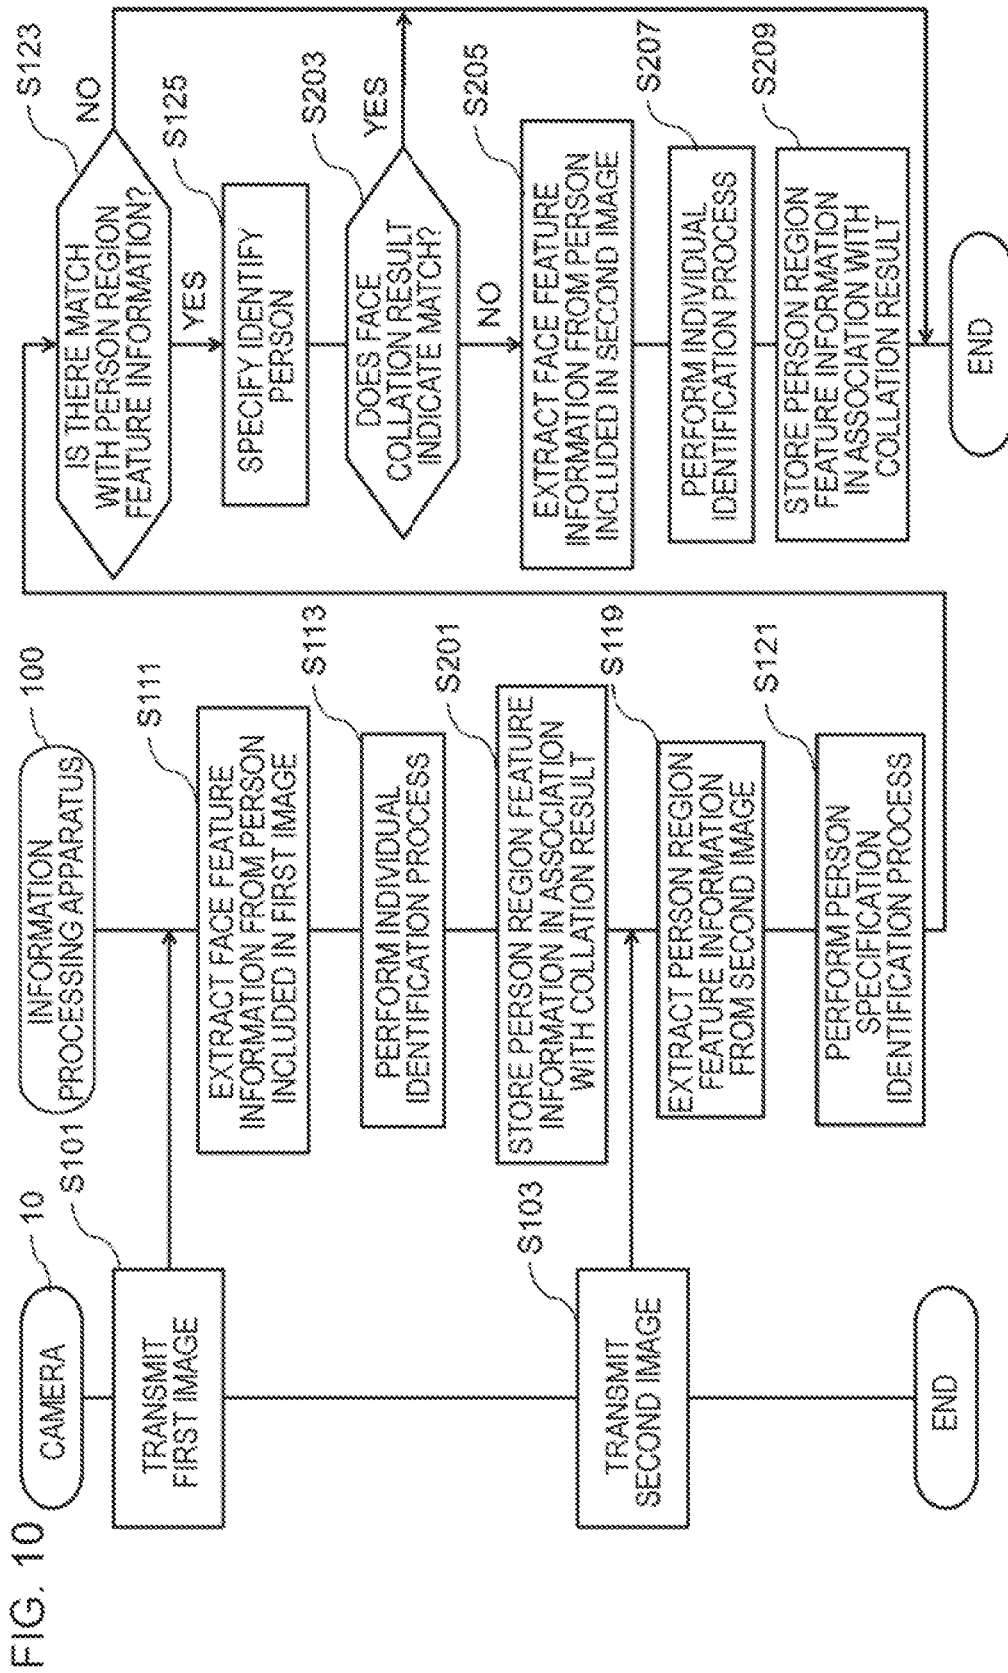 FIG. 10
CAMERA
10
TRANSMIT
FIRST IMAGE
S101
TRANSMIT
SECOND IMAGE
S103
END
INFORMATION
PROCESSING APPARATUS
100
EXTRACT FACE FEATURE
INFORMATION FROM PERSON
INCLUDED IN FIRST IMAGE
S111
PERFORM INDIVIDUAL
IDENTIFICATION PROCESS
S113
STORE PERSON REGION FEATURE
INFORMATION IN ASSOCIATION
WITH COLLATION RESULT
S201
EXTRACT PERSON REGION
FEATURE INFORMATION
FROM SECOND IMAGE
S119
PERFORM PERSON
SPECIFICATION
IDENTIFICATION PROCESS
S121
IS THERE MATCH
WITH PERSON REGION
FEATURE INFORMATION?
S123
NO
YES
SPECIFY IDENTIFY
PERSON
S125
DOES FACE
COLLATION RESULT
INDICATE MATCH?
S203
YES
NO
EXTRACT FACE FEATURE
INFORMATION FROM PERSON
INCLUDED IN SECOND IMAGE
S205
PERFORM INDIVIDUAL
IDENTIFICATION PROCESS
S207
STORE PERSON REGION
FEATURE INFORMATION
IN ASSOCIATION WITH
COLLATION RESULT
S209
END